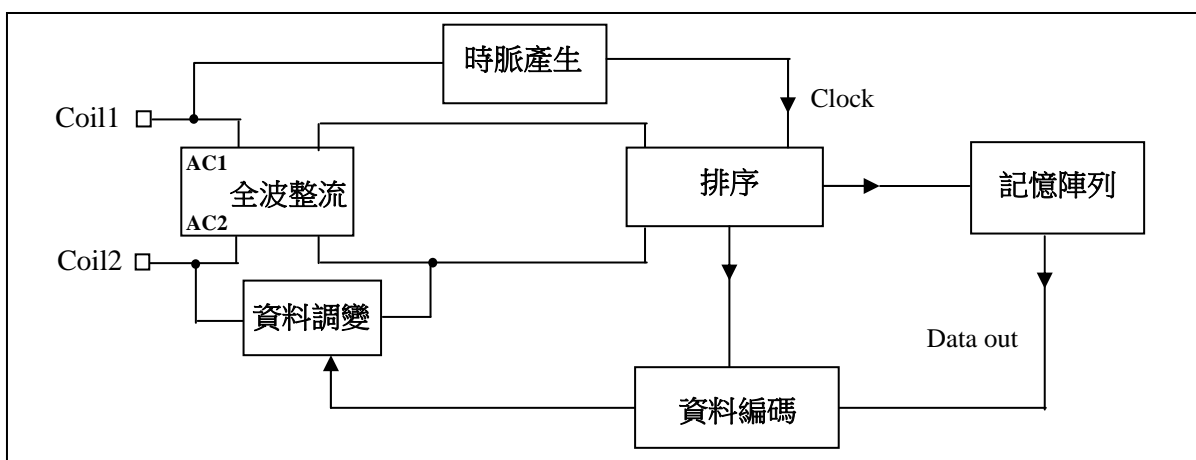 時脈產生
Clock
Coil1
AC1
全波整流
AC2
排序
記憶陣列
Coil2
資料調變
Data out
資料編碼